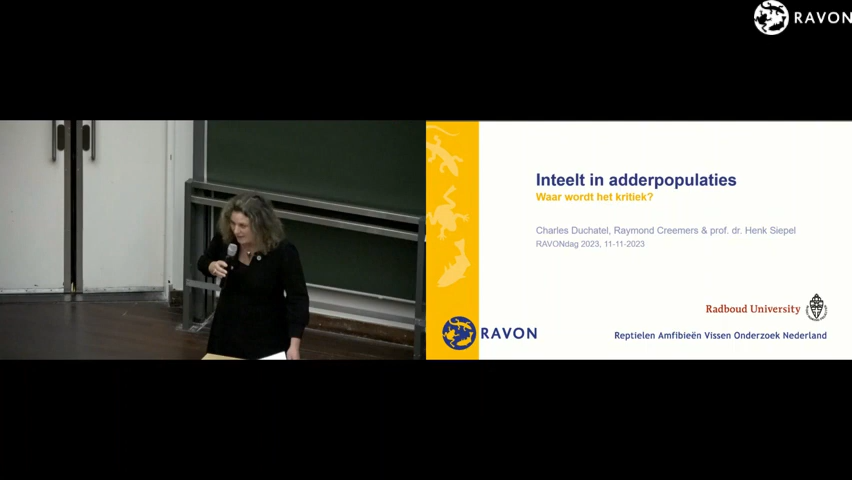 RAVON
Inteelt in adderpopulaties
Waar wordt het kritiek?
Charles Duchatel, Raymond Creemers & prof. dr. Henk Siepel
RAVONdag 2023, 11-11-2023
Radboud University
RAVON
Reptielen Amfibieën Vissen Onderzoek Nederland